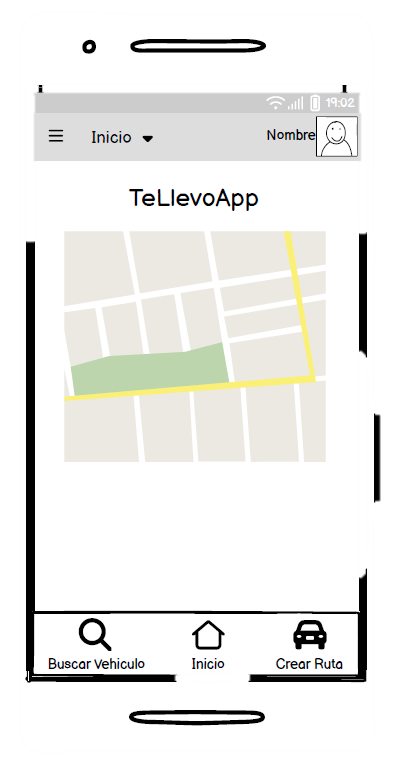 19:02
Inicio
Nombre
TeLlevoApp
Buscar Vehiculo
Inicio
Crear Ruta